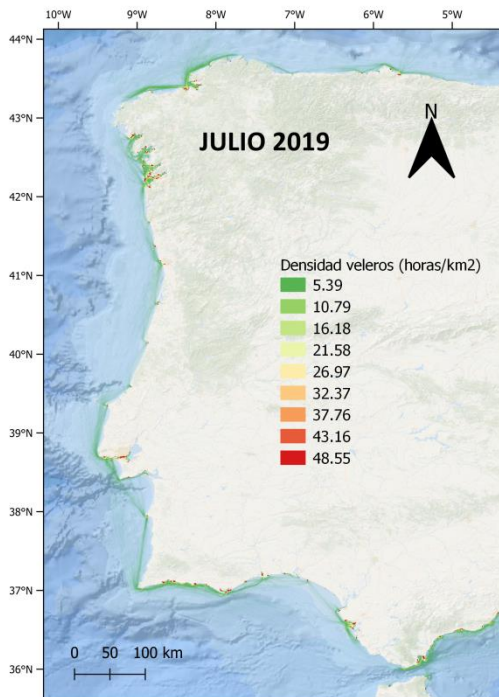 10°W 9°W 8°W 7°W 6°W 5°W
44°N
43°N
N
JULIO 2019
42°N
Densidad veleros (horas/km2)
5.39
41°N
10.79
16.18
21.58
40°N
26.97
32.37
37.76
39°N
43.16
48.55
38°N
37°N
0 50 100 km
36°N